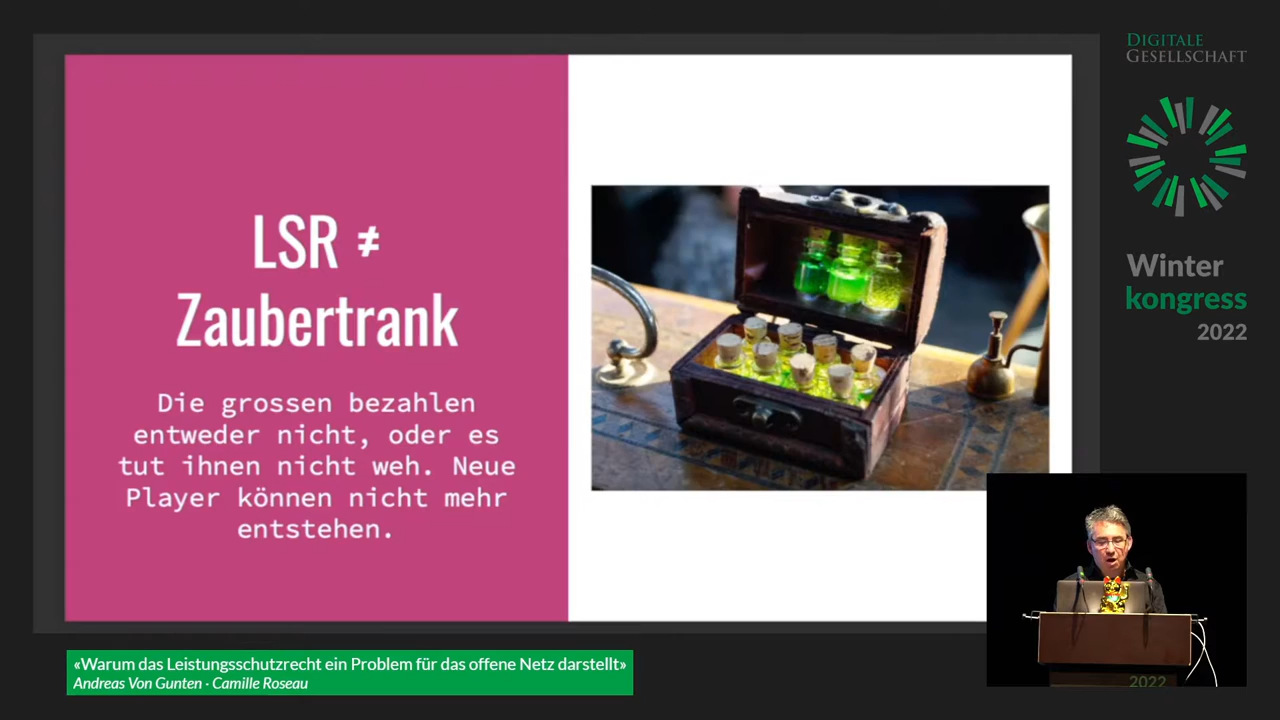 LSR ≠
Zaubertrank
Die grossen bezahlen
entweder nicht, oder es
tut ihnen nicht weh. Neue
Player können nicht mehr
entstehen.
DIGITALE
GESELLSCHAFT
Winter
kongress
2022
2022
«Warum das Leistungsschutzrecht ein Problem für das offene Netz darstellt»
Andreas Von Gunten · Camille Roseau